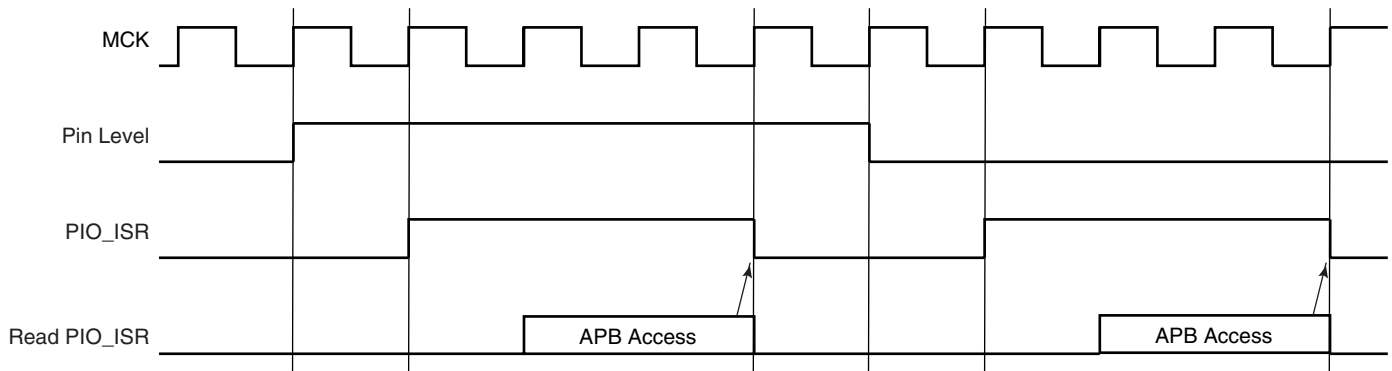 MCK
Pin Level
PIO_ISR
Read PIO_ISR
APB Access
APB Access